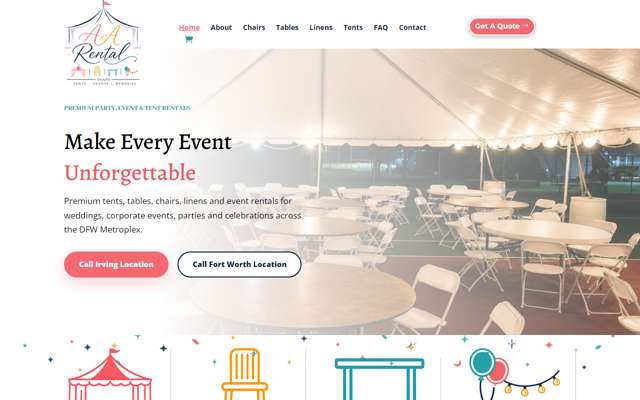 AA
Rental
Home
About
Chairs
Tables
Linens
Tents
FAQ
Contact
Get A Quote →
PREMIUM PARTY, EVENT & TENT RENTALS
Make Every Event
Unforgettable
Premium tents, tables, chairs, linens and event rentals for
weddings, corporate events, parties and celebrations across
the DFW Metroplex.
Call Irving Location
Call Fort Worth Location